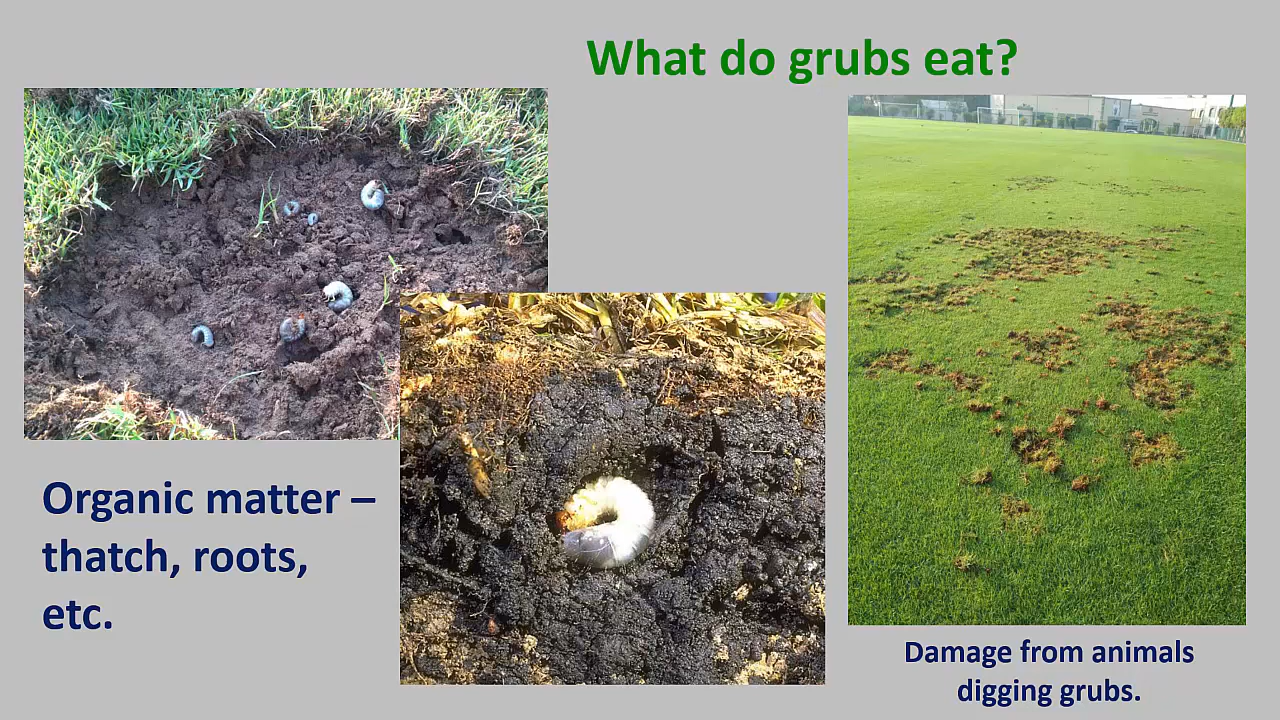 What do grubs eat?
Organic matter –
thatch, roots,
etc.
Damage from animals
digging grubs.